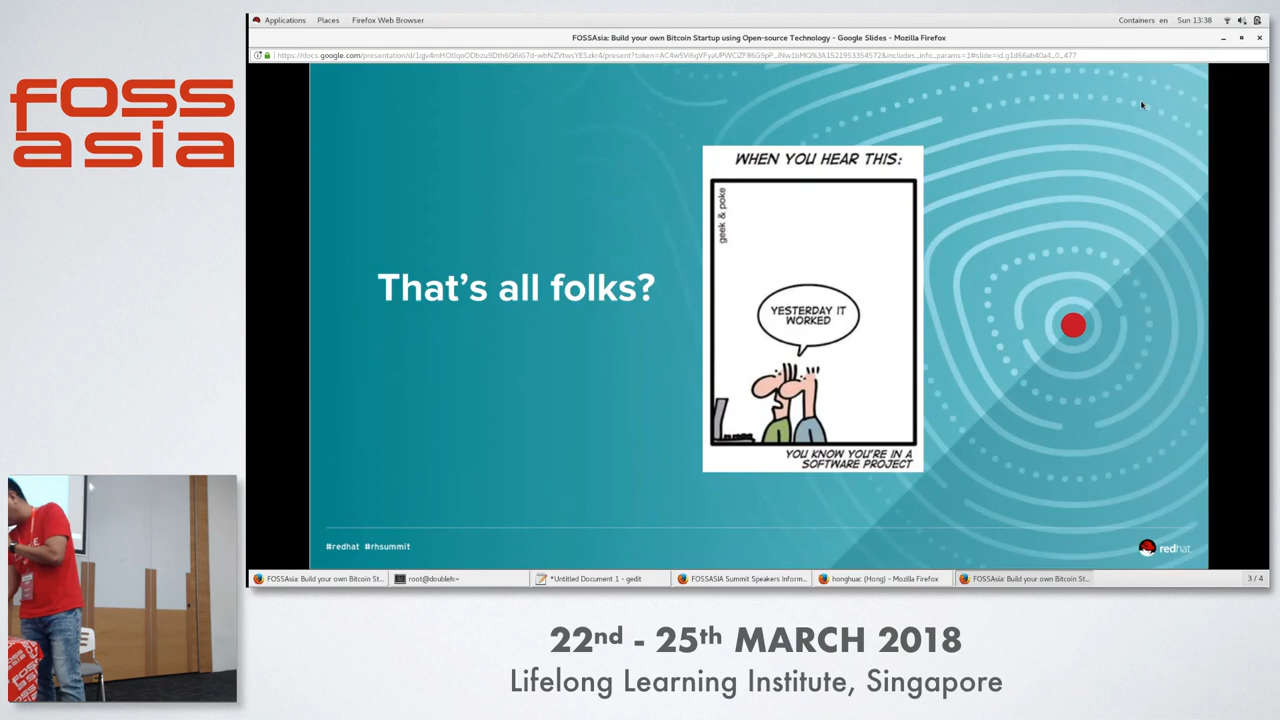 foss
asia
Applications Places Firefox Web Browser
Containers en Sun 13:38
FOSSAsia: Build your own Bitcoin Startup using Open-source Technology - Google Slides - Mozilla Firefox
WHEN YOU HEAR THIS:
geek & poke
That's all folks?
YESTERDAY IT
WORKED
YOU KNOW YOU'RE IN A
SOFTWARE PROJECT
#redhat #rhsummit
redhat
FOSSAsia: Build your own Bitcoin St...
root@doubleh:~
*Untitled Document 1 - gedit
FOSSASIA Summit Speakers Inform...
honghuac (Hong) - Mozilla Firefox
FOSSAsia: Build your own Bitcoin St...
3 / 4
22nd - 25th MARCH 2018
Lifelong Learning Institute, Singapore